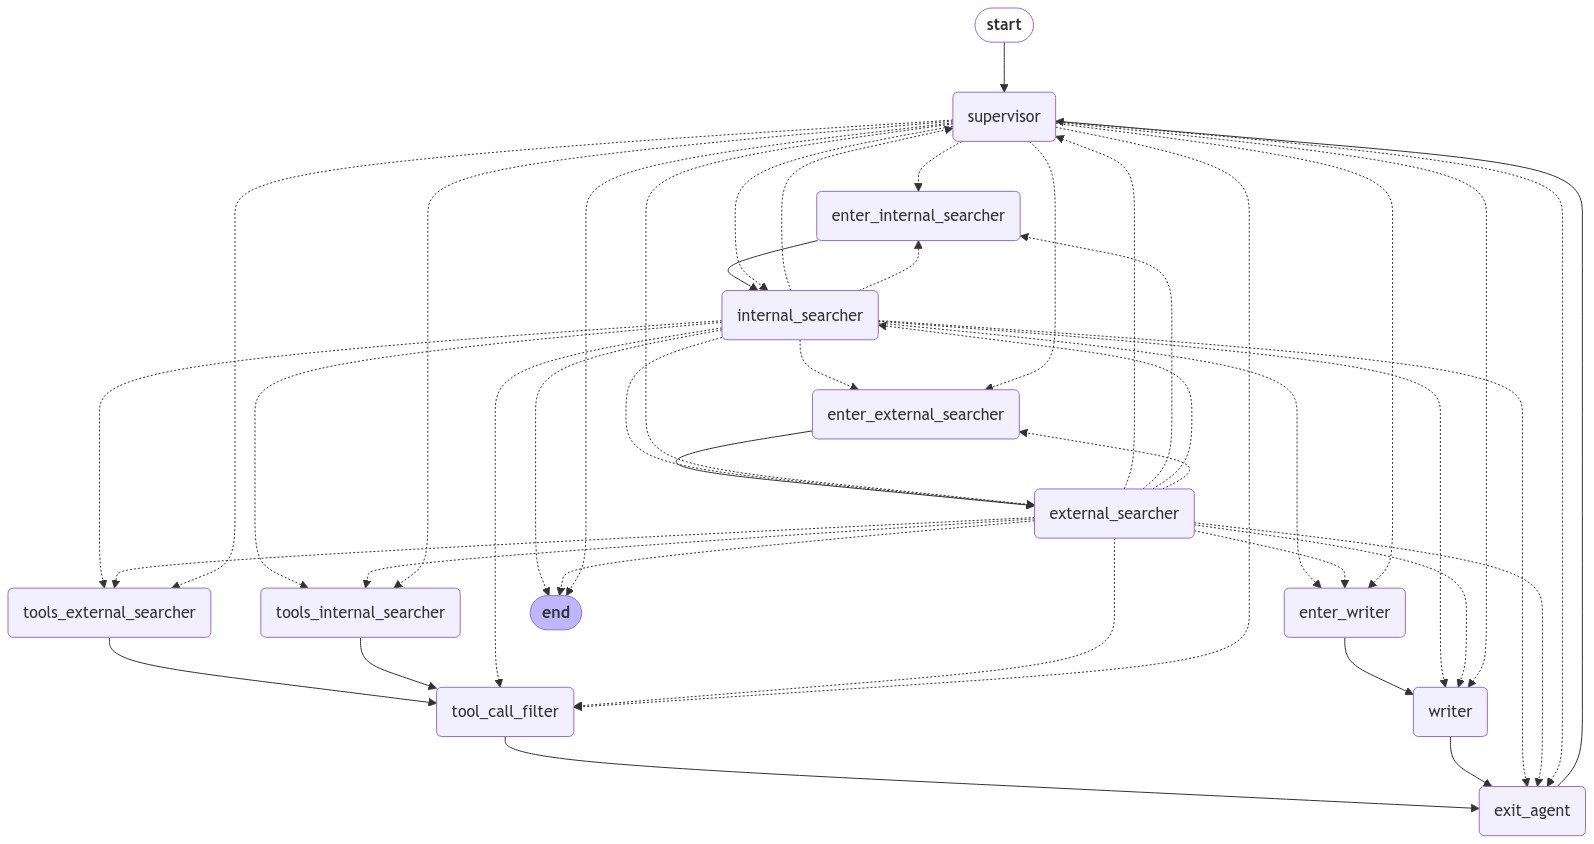 start
supervisor
enter_internal_searcher
internal_searcher
enter_external_searcher
external_searcher
tools_external_searcher
tools_internal_searcher
end
enter_writer
tool_call_filter
writer
exit_agent